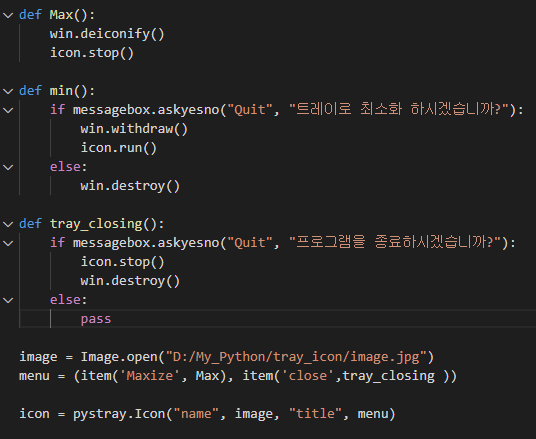 def Max():
    win.deiconify()
    icon.stop()

def min():
    if messagebox.askyesno("Quit", "트레이로 최소화 하시겠습니까?"):
        win.withdraw()
        icon.run()
    else:
        win.destroy()

def tray_closing():
    if messagebox.askyesno("Quit", "프로그램을 종료하시겠습니까?"):
        icon.stop()
        win.destroy()
    else:
        pass

image = Image.open("D:/My_Python/tray_icon/image.jpg")
menu = (item('Maxize', Max), item('close',tray_closing ))

icon = pystray.Icon("name", image, "title", menu)